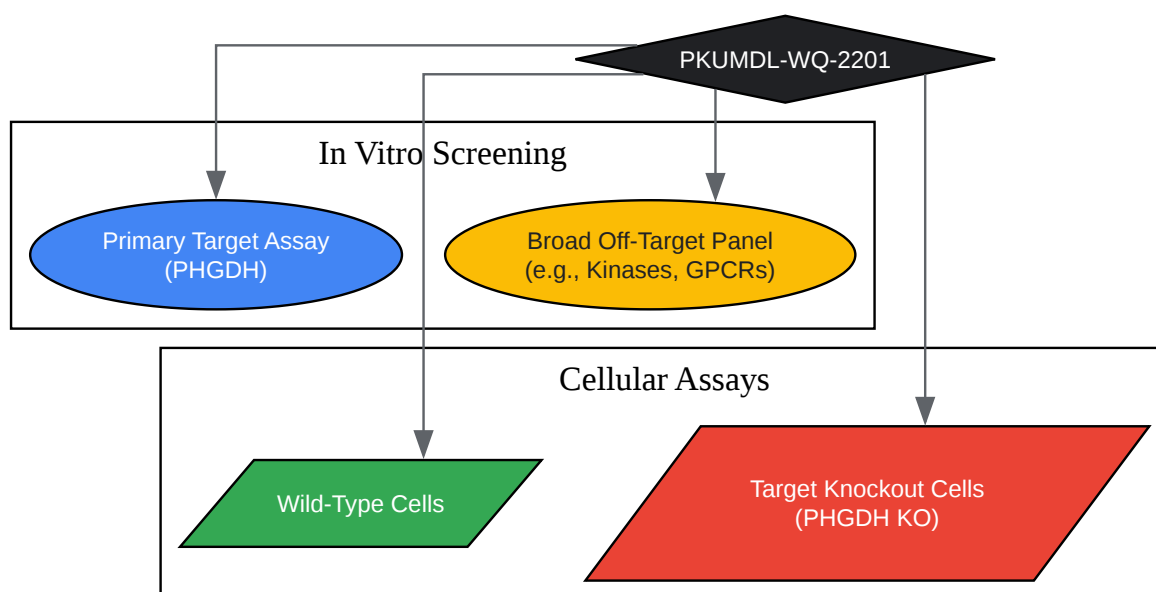 PKUMDL-WQ-2201
In Vitro Screening
Primary Target Assay
(PHGDH)
Broad Off-Target Panel
(e.g., Kinases, GPCRs)
Cellular Assays
Wild-Type Cells
Target Knockout Cells
(PHGDH KO)